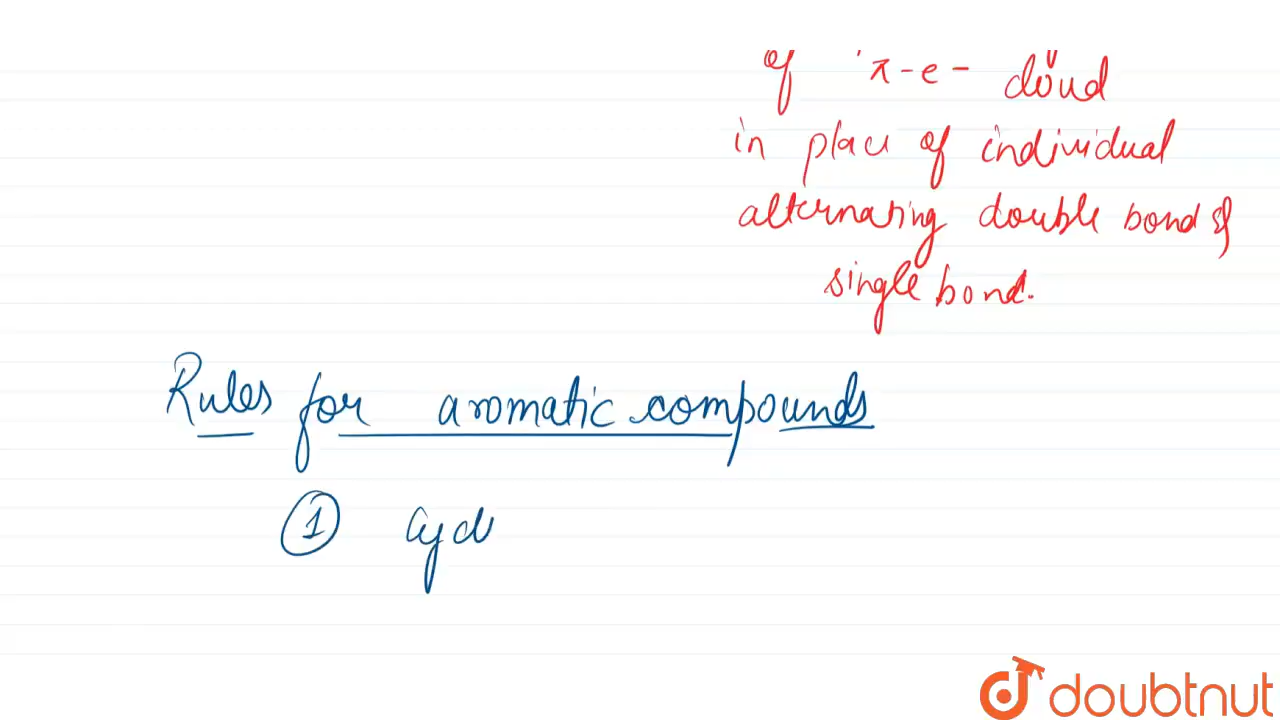 of π-e- cloud
in place of individual
alternating double bond &
single bond.
Rules for aromatic compounds
① Cycl
doubtnut